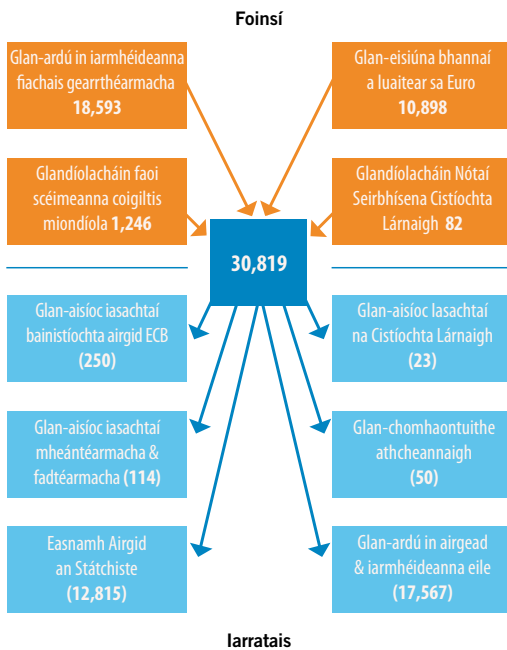 Foinsí
Glan-ardú in iarmhéideanna
fiachais gearrthéarmacha
18,593
Glan-eisiúna bhannaí
a luaitear sa Euro
10,898
Glandíolacháin faoi
scéimeanna coigiltis
miondíola 1,246
Glandíolacháin Nótaí
Seirbhísena Cistíochta
Lárnaigh 82
30,819
Glan-aisíoc iasachtaí
bainistíochta airgid ECB
(250)
Glan-aisíoc Iasachtaí
na Cistíochta Lárnaigh
(23)
Glan-aisíoc iasachtaí
mheántéarmacha &
fadtéarmacha (114)
Glan-chomhaontuithe
athcheannaigh
(50)
Easnamh Airgid
an Státchiste
(12,815)
Glan-ardú in airgead
& iarmhéideanna eile
(17,567)
Iarratais